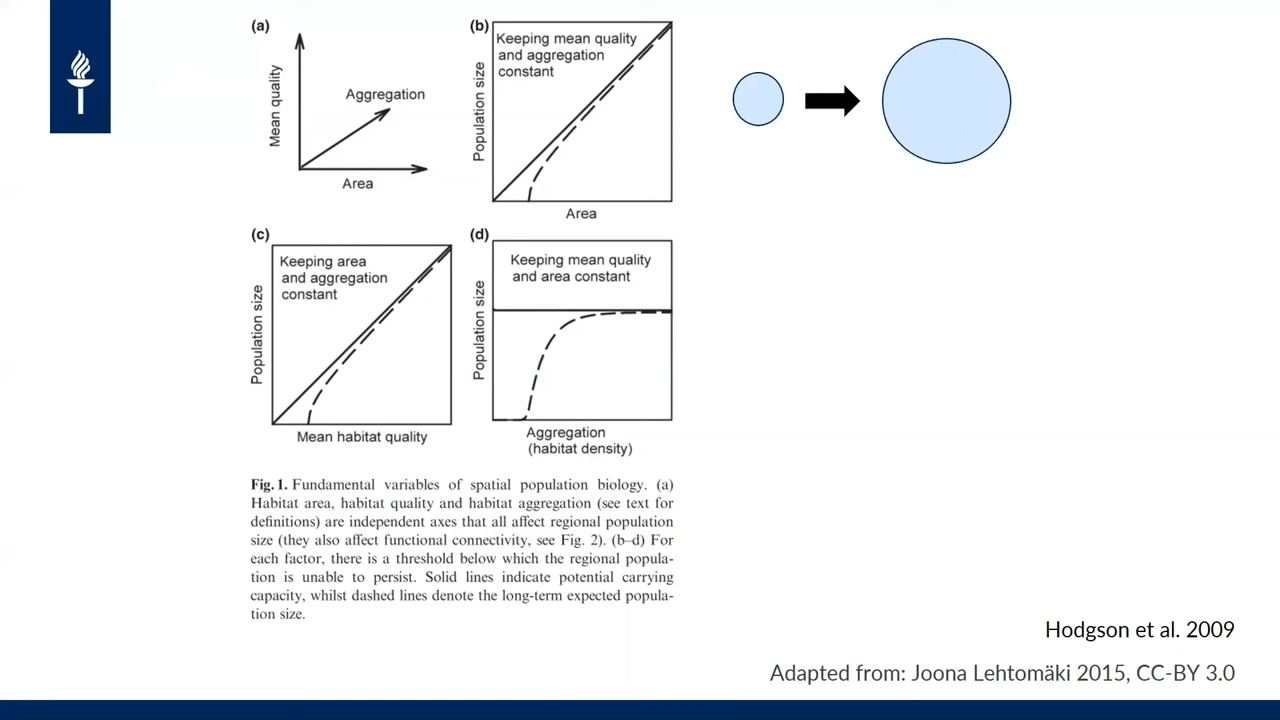 (a)
Mean quality
Aggregation
Area
(b)
Keeping mean quality
and aggregation
constant
Population size
Area
(c)
Keeping area
and aggregation
constant
Population size
Mean habitat quality
(d)
Keeping mean quality
and area constant
Population size
Aggregation
(habitat density)
Fig. 1. Fundamental variables of spatial population biology. (a)
Habitat area, habitat quality and habitat aggregation (see text for
definitions) are independent axes that all affect regional population
size (they also affect functional connectivity, see Fig. 2). (b–d) For
each factor, there is a threshold below which the regional popula-
tion is unable to persist. Solid lines indicate potential carrying
capacity, whilst dashed lines denote the long-term expected popula-
tion size.
Hodgson et al. 2009
Adapted from: Joona Lehtomäki 2015, CC-BY 3.0